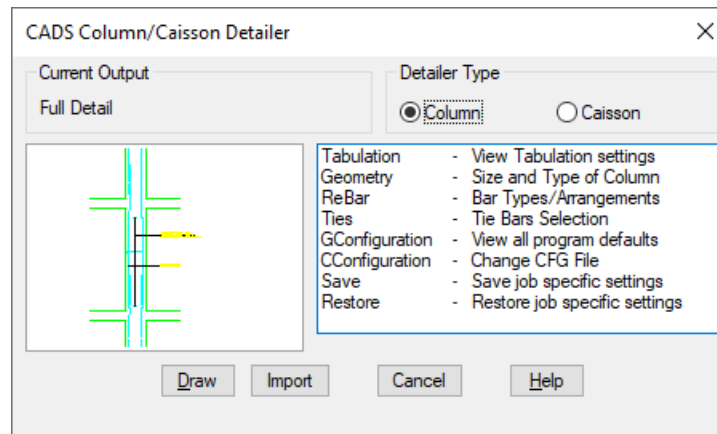 CADS Column/Caisson Detailer
Current Output
Detailer Type
Full Detail
Column
Caisson
Tabulation - View Tabulation settings
Geometry - Size and Type of Column
ReBar - Bar Types/Arrangements
Ties - Tie Bars Selection
GConfiguration - View all program defaults
CConfiguration - Change CFG File
Save - Save job specific settings
Restore - Restore job specific settings
Draw
Import
Cancel
Help